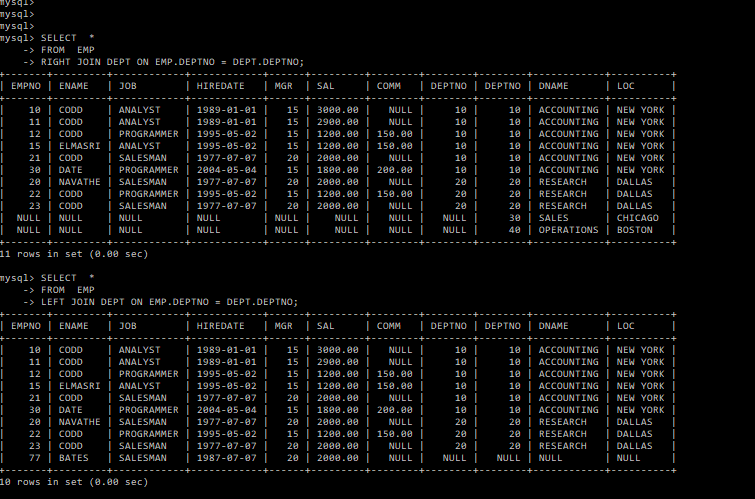 mysql>
mysql>
mysql>
mysql> SELECT  *
    -> FROM  EMP
    -> RIGHT JOIN DEPT ON EMP.DEPTNO = DEPT.DEPTNO;
+-------+---------+------------+------------+------+---------+--------+--------+--------+------------+----------+
| EMPNO | ENAME   | JOB        | HIREDATE   | MGR  | SAL     | COMM   | DEPTNO | DEPTNO | DNAME      | LOC      |
+-------+---------+------------+------------+------+---------+--------+--------+--------+------------+----------+
|    10 | CODD    | ANALYST    | 1989-01-01 |   15 | 3000.00 |   NULL |     10 |     10 | ACCOUNTING | NEW YORK |
|    11 | CODD    | ANALYST    | 1989-01-01 |   15 | 2900.00 |   NULL |     10 |     10 | ACCOUNTING | NEW YORK |
|    12 | CODD    | PROGRAMMER | 1995-05-02 |   15 | 1200.00 | 150.00 |     10 |     10 | ACCOUNTING | NEW YORK |
|    15 | ELMASRI | ANALYST    | 1995-05-02 |   15 | 1200.00 | 150.00 |     10 |     10 | ACCOUNTING | NEW YORK |
|    21 | CODD    | SALESMAN   | 1977-07-07 |   20 | 2000.00 |   NULL |     10 |     10 | ACCOUNTING | NEW YORK |
|    30 | DATE    | PROGRAMMER | 2004-05-04 |   15 | 1800.00 | 200.00 |     10 |     10 | ACCOUNTING | NEW YORK |
|    20 | NAVATHE | SALESMAN   | 1977-07-07 |   20 | 2000.00 |   NULL |     20 |     20 | RESEARCH   | DALLAS   |
|    22 | CODD    | PROGRAMMER | 1995-05-02 |   15 | 1200.00 | 150.00 |     20 |     20 | RESEARCH   | DALLAS   |
|    23 | CODD    | SALESMAN   | 1977-07-07 |   20 | 2000.00 |   NULL |     20 |     20 | RESEARCH   | DALLAS   |
|  NULL | NULL    | NULL       | NULL       | NULL |    NULL |   NULL |   NULL |     30 | SALES      | CHICAGO  |
|  NULL | NULL    | NULL       | NULL       | NULL |    NULL |   NULL |   NULL |     40 | OPERATIONS | BOSTON   |
+-------+---------+------------+------------+------+---------+--------+--------+--------+------------+----------+
11 rows in set (0.00 sec)
mysql> SELECT  *
    -> FROM  EMP
    -> LEFT JOIN DEPT ON EMP.DEPTNO = DEPT.DEPTNO;
+-------+---------+------------+------------+------+---------+--------+--------+--------+------------+----------+
| EMPNO | ENAME   | JOB        | HIREDATE   | MGR  | SAL     | COMM   | DEPTNO | DEPTNO | DNAME      | LOC      |
+-------+---------+------------+------------+------+---------+--------+--------+--------+------------+----------+
|    10 | CODD    | ANALYST    | 1989-01-01 |   15 | 3000.00 |   NULL |     10 |     10 | ACCOUNTING | NEW YORK |
|    11 | CODD    | ANALYST    | 1989-01-01 |   15 | 2900.00 |   NULL |     10 |     10 | ACCOUNTING | NEW YORK |
|    12 | CODD    | PROGRAMMER | 1995-05-02 |   15 | 1200.00 | 150.00 |     10 |     10 | ACCOUNTING | NEW YORK |
|    15 | ELMASRI | ANALYST    | 1995-05-02 |   15 | 1200.00 | 150.00 |     10 |     10 | ACCOUNTING | NEW YORK |
|    21 | CODD    | SALESMAN   | 1977-07-07 |   20 | 2000.00 |   NULL |     10 |     10 | ACCOUNTING | NEW YORK |
|    30 | DATE    | PROGRAMMER | 2004-05-04 |   15 | 1800.00 | 200.00 |     10 |     10 | ACCOUNTING | NEW YORK |
|    20 | NAVATHE | SALESMAN   | 1977-07-07 |   20 | 2000.00 |   NULL |     20 |     20 | RESEARCH   | DALLAS   |
|    22 | CODD    | PROGRAMMER | 1995-05-02 |   15 | 1200.00 | 150.00 |     20 |     20 | RESEARCH   | DALLAS   |
|    23 | CODD    | SALESMAN   | 1977-07-07 |   20 | 2000.00 |   NULL |     20 |     20 | RESEARCH   | DALLAS   |
|    77 | BATES   | SALESMAN   | 1987-07-07 |   20 | 2000.00 |   NULL |   NULL |   NULL | NULL       | NULL     |
+-------+---------+------------+------------+------+---------+--------+--------+--------+------------+----------+
10 rows in set (0.00 sec)